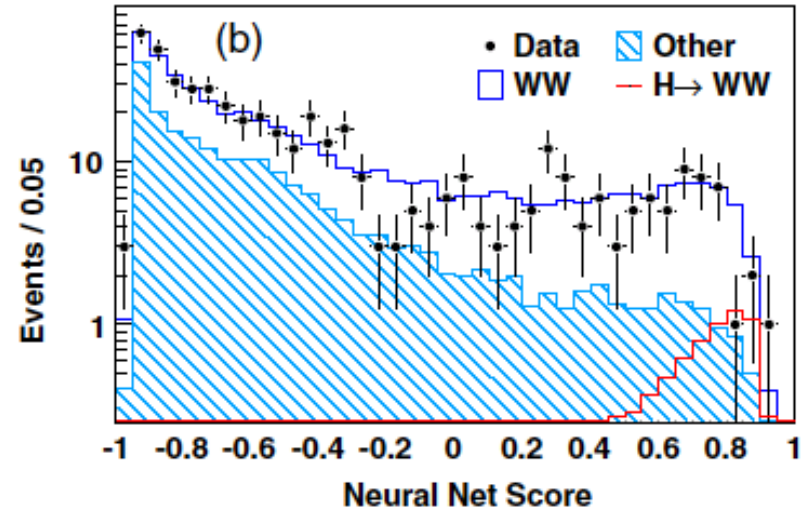 (b)
Data
Other
WW
H→ WW
10
1
Events / 0.05
-1 -0.8 -0.6 -0.4 -0.2 0 0.2 0.4 0.6 0.8 1
Neural Net Score